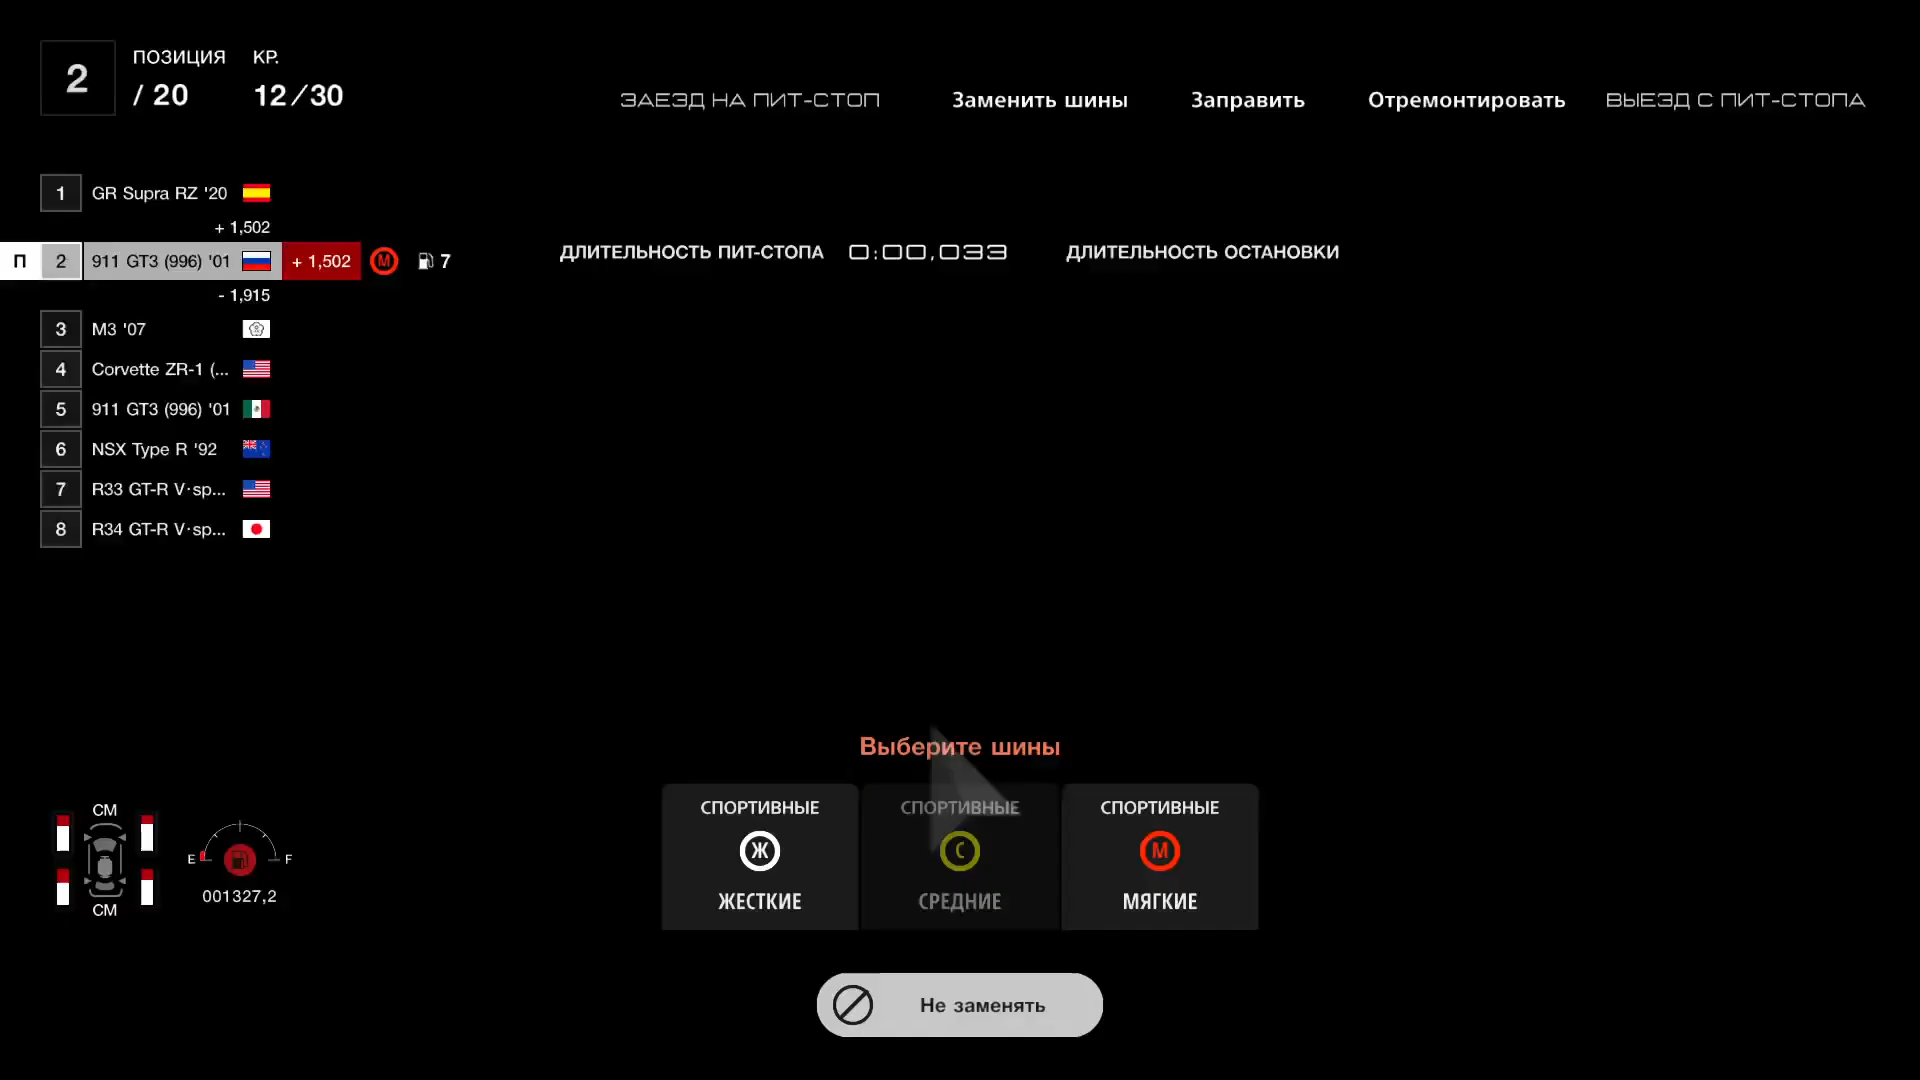 2
ПОЗИЦИЯ КР.
/ 20 12/30
ЗАЕЗД НА ПИТ-СТОП Заменить шины Заправить Отремонтировать ВЫЕЗД С ПИТ-СТОПА
1 GR Supra RZ '20
+ 1,502
П 2 911 GT3 (996) '01 + 1,502 М 7
- 1,915
3 M3 '07
4 Corvette ZR-1 (...
5 911 GT3 (996) '01
6 NSX Type R '92
7 R33 GT-R V·sp...
8 R34 GT-R V·sp...
ДЛИТЕЛЬНОСТЬ ПИТ-СТОПА 0:00,033 ДЛИТЕЛЬНОСТЬ ОСТАНОВКИ
Выберите шины
СПОРТИВНЫЕ
Ж
ЖЕСТКИЕ
СПОРТИВНЫЕ
С
СРЕДНИЕ
СПОРТИВНЫЕ
М
МЯГКИЕ
Не заменять
СМ
СМ
E F
001327,2